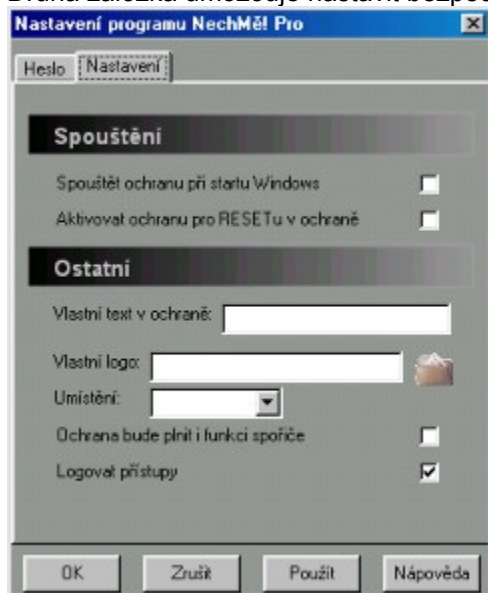 Nastavení programu NechMě! Pro
Heslo Nastavení
Spouštění
Spouštět ochranu při startu Windows
Aktivovat ochranu pro RESETu v ochraně
Ostatní
Vlastní text v ochraně:
Vlastní logo:
Umístění:
Ochrana bude plnit i funkci spořiče
Logovat přístupy
OK Zrušit Použít Nápověda